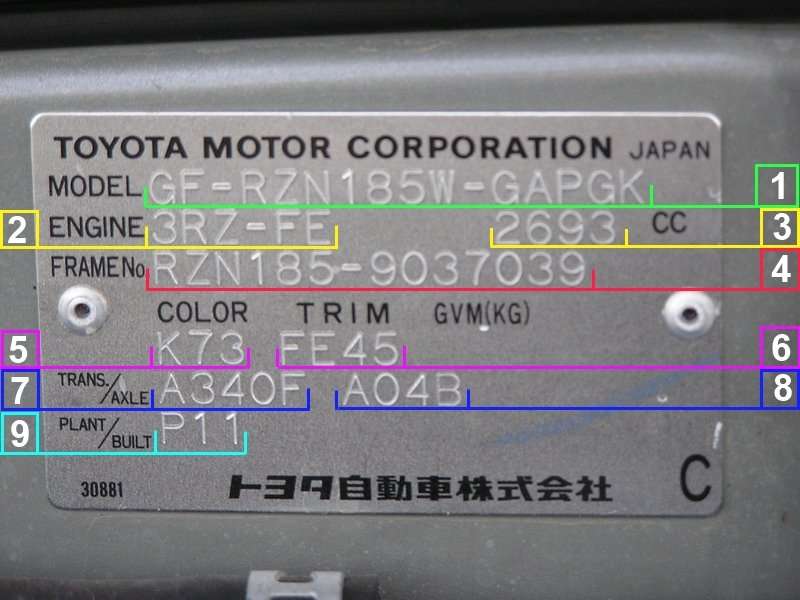 TOYOTA MOTOR CORPORATION JAPAN
MODEL GF-RZN185W-GAPGK 1
2 ENGINE 3RZ-FE 2693 CC 3
FRAME No. RZN185-9037039 4
COLOR TRIM GVM(KG)
5 K73 FE45 6
7 TRANS./AXLE A340F A04B 8
9 PLANT/BUILT P11
30881 トヨタ自動車株式会社 C